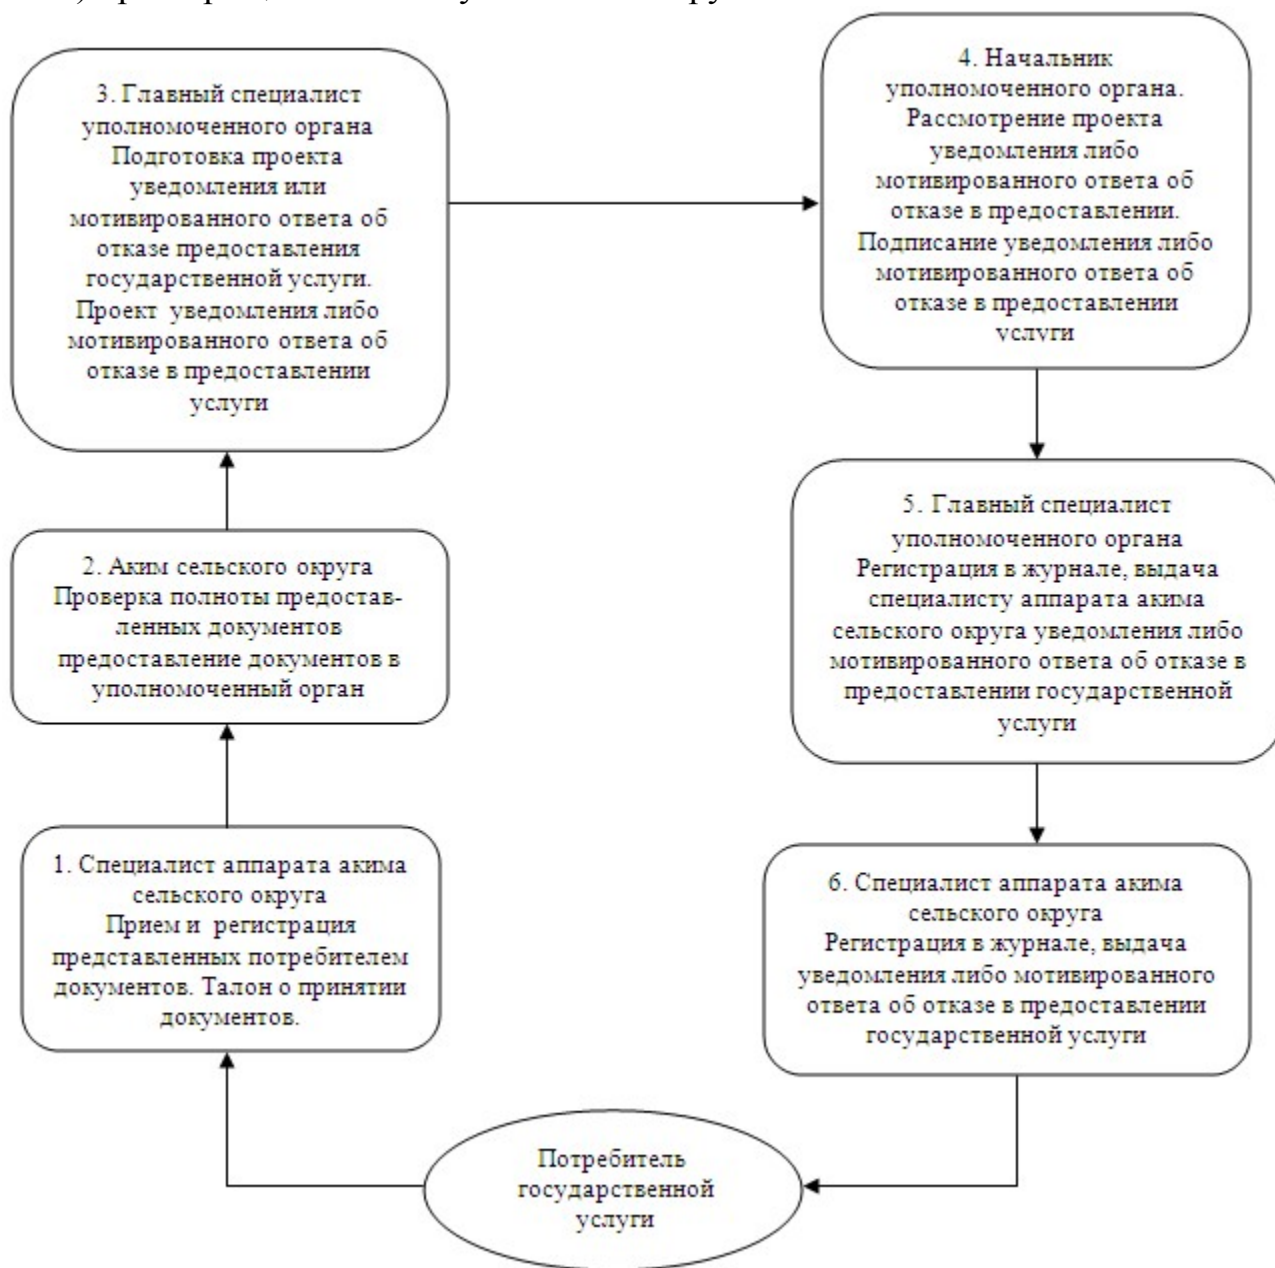 3. Главный специалист
уполномоченного органа
Подготовка проекта
уведомления или
мотивированного ответа об
отказе предоставления
государственной услуги.
Проект уведомления либо
мотивированного ответа об
отказе в предоставлении
услуги
4. Начальник
уполномоченного органа.
Рассмотрение проекта
уведомления либо
мотивированного ответа об
отказе в предоставлении.
Подписание уведомления либо
мотивированного ответа об
отказе в предоставлении
услуги
2. Аким сельского округа
Проверка полноты предостав-
ленных документов
предоставление документов в
уполномоченный орган
5. Главный специалист
уполномоченного органа
Регистрация в журнале, выдача
специалисту аппарата акима
сельского округа уведомления либо
мотивированного ответа об отказе в
предоставлении государственной
услуги
1. Специалист аппарата акима
сельского округа
Прием и регистрация
представленных потребителем
документов. Талон о принятии
документов.
6. Специалист аппарата акима
сельского округа
Регистрация в журнале, выдача
уведомления либо мотивированного
ответа об отказе в предоставлении
государственной услуги
Потребитель
государственной
услуги